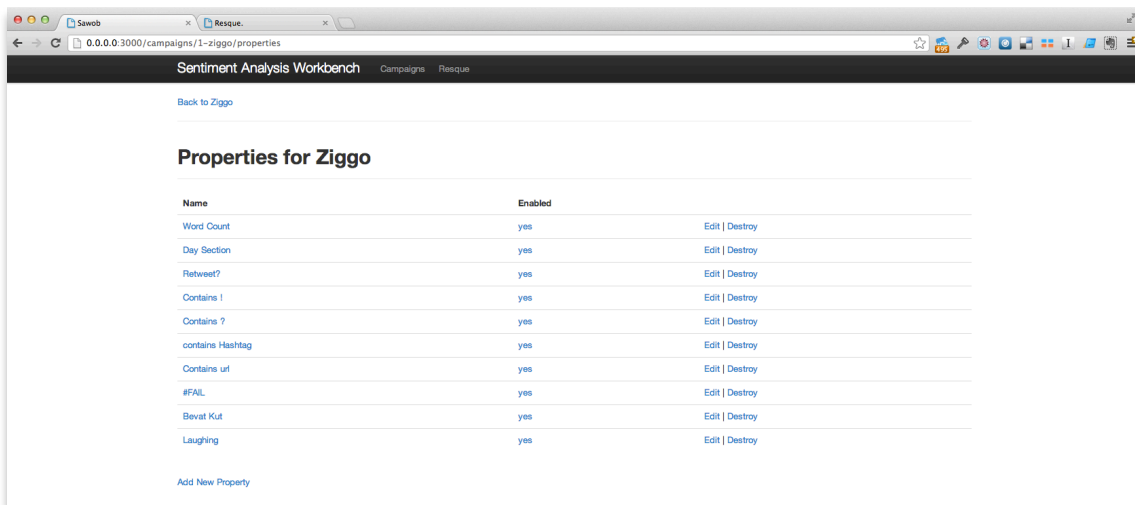 Sawob
Resque.
0.0.0.0:3000/campaigns/1-ziggo/properties
495
Sentiment Analysis Workbench Campaigns Resque
Back to Ziggo
Properties for Ziggo
Name Enabled
Word Count yes Edit | Destroy
Day Section yes Edit | Destroy
Retweet? yes Edit | Destroy
Contains ! yes Edit | Destroy
Contains ? yes Edit | Destroy
contains Hashtag yes Edit | Destroy
Contains url yes Edit | Destroy
#FAIL yes Edit | Destroy
Bevat Kut yes Edit | Destroy
Laughing yes Edit | Destroy
Add New Property